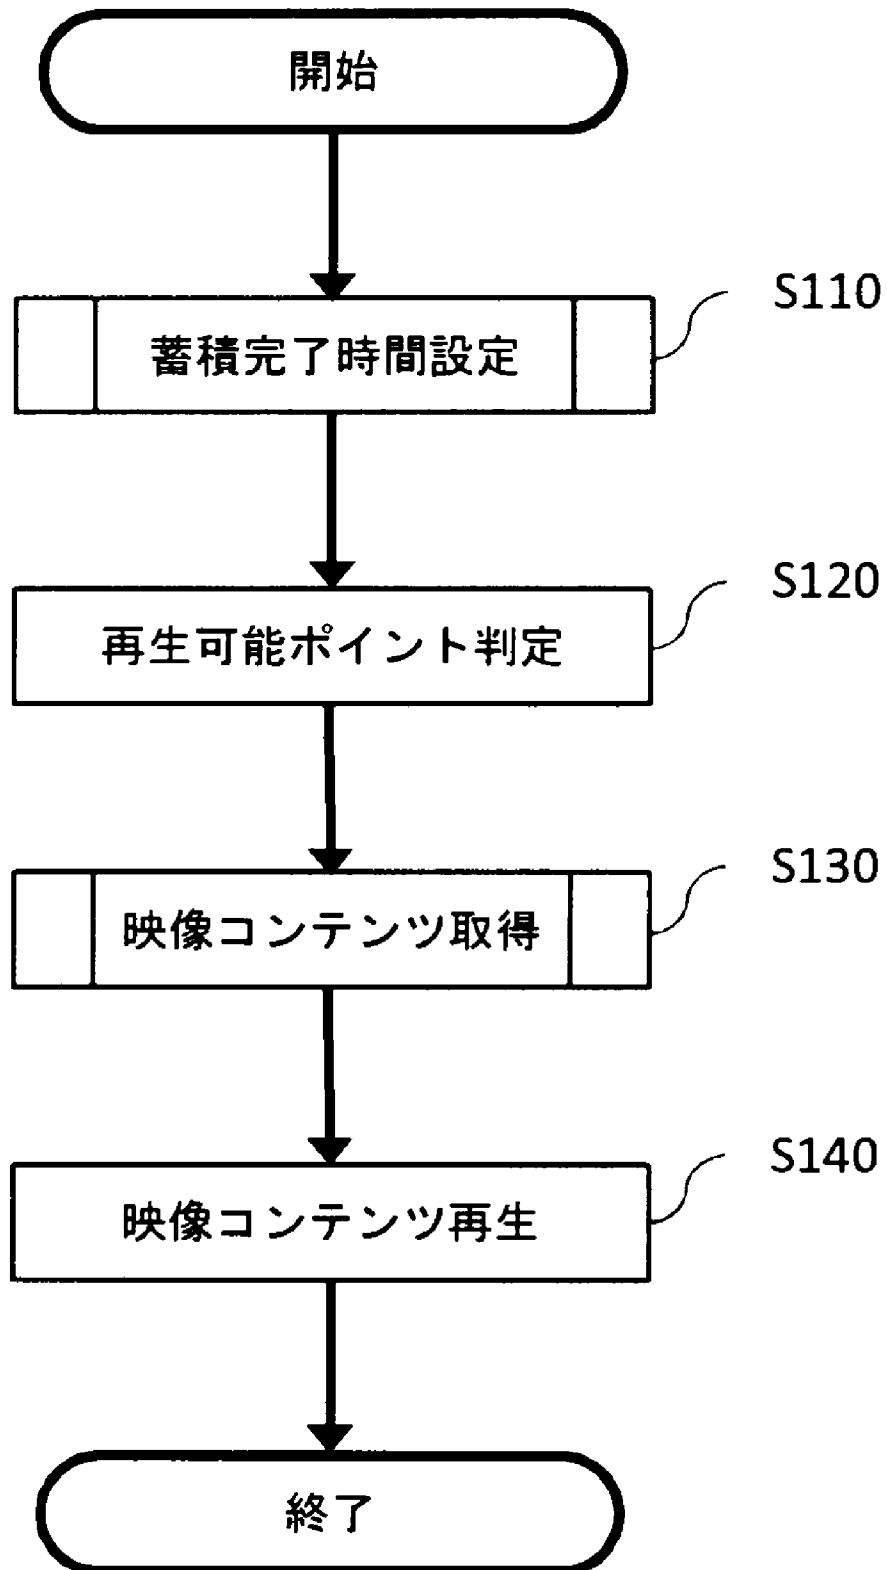 開始
蓄積完了時間設定
S110
再生可能ポイント判定
S120
映像コンテンツ取得
S130
映像コンテンツ再生
S140
終了